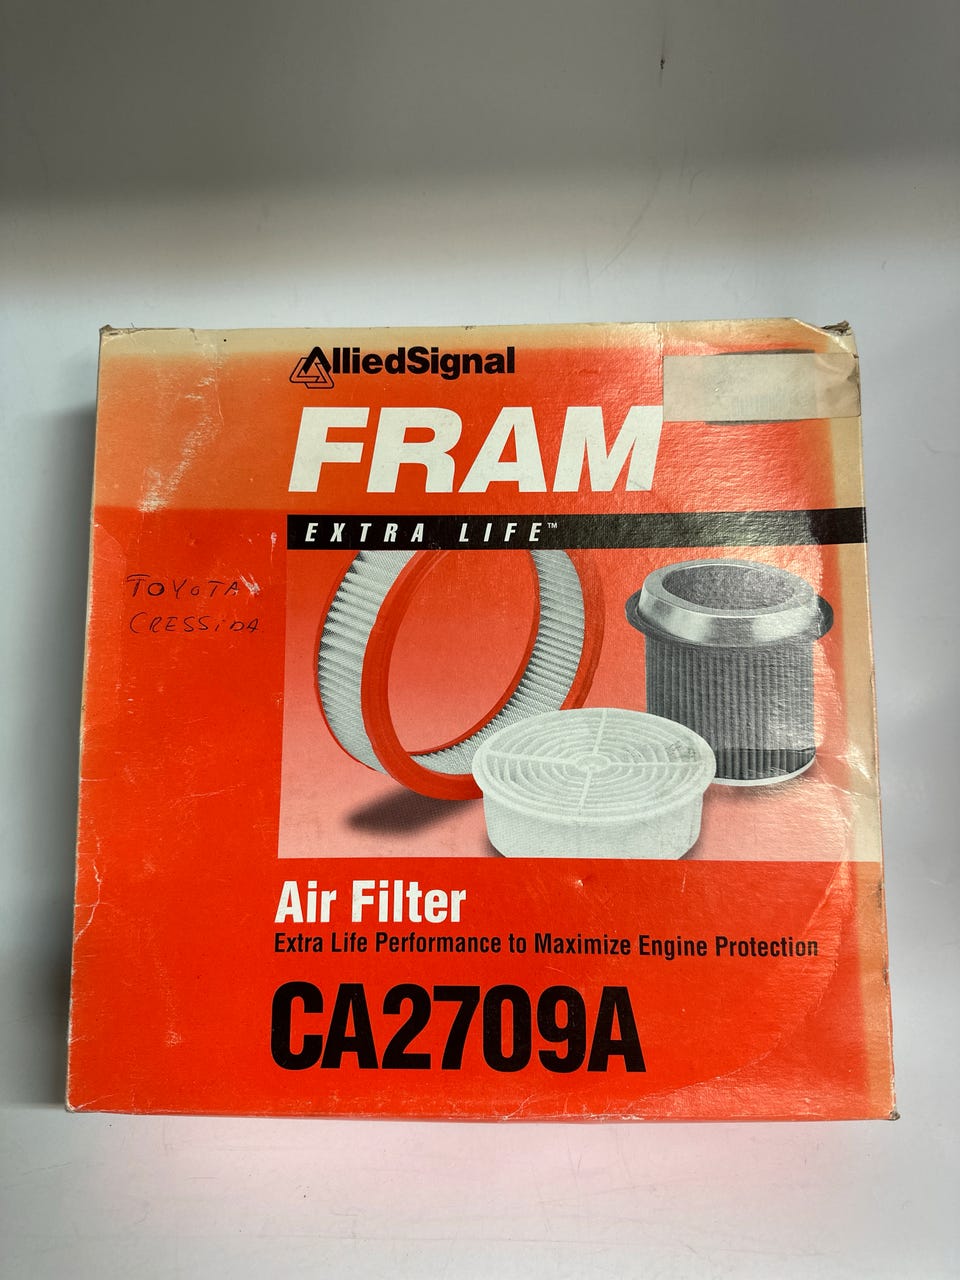 AlliedSignal
FRAM
EXTRA LIFE™
TOYOTA
CRESSIDA
Air Filter
Extra Life Performance to Maximize Engine Protection
CA2709A